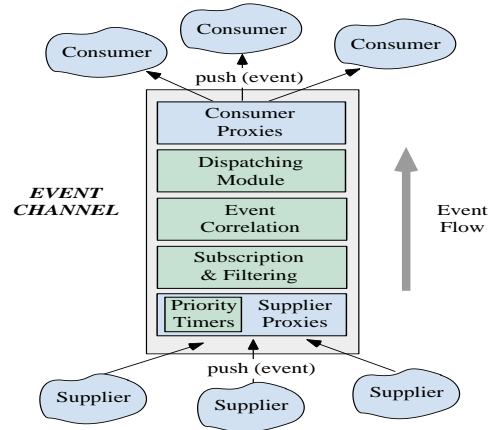 Consumer
Consumer
Consumer
push (event)
Consumer
Proxies
Dispatching
Module
EVENT
CHANNEL
Event
Correlation
Event
Flow
Subscription
& Filtering
Priority
Timers
Supplier
Proxies
push (event)
Supplier
Supplier
Supplier